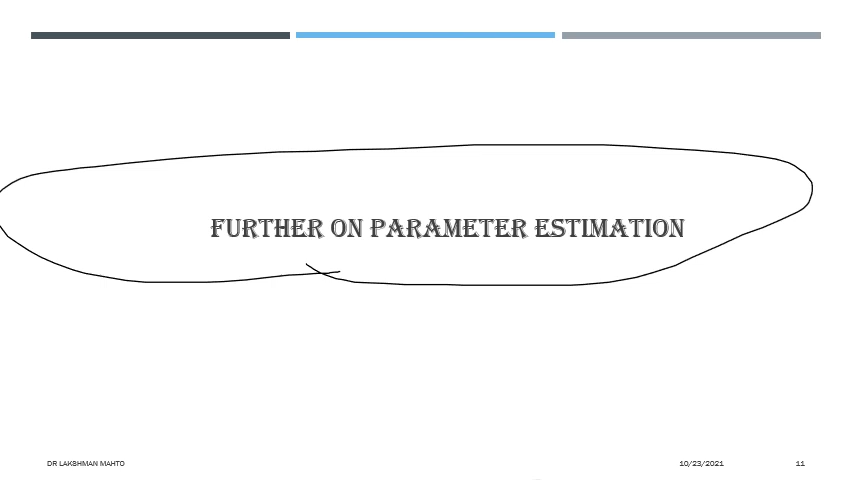 FURTHER ON PARAMETER ESTIMATION
DR LAKSHMAN MAHTO
10/23/2021
11